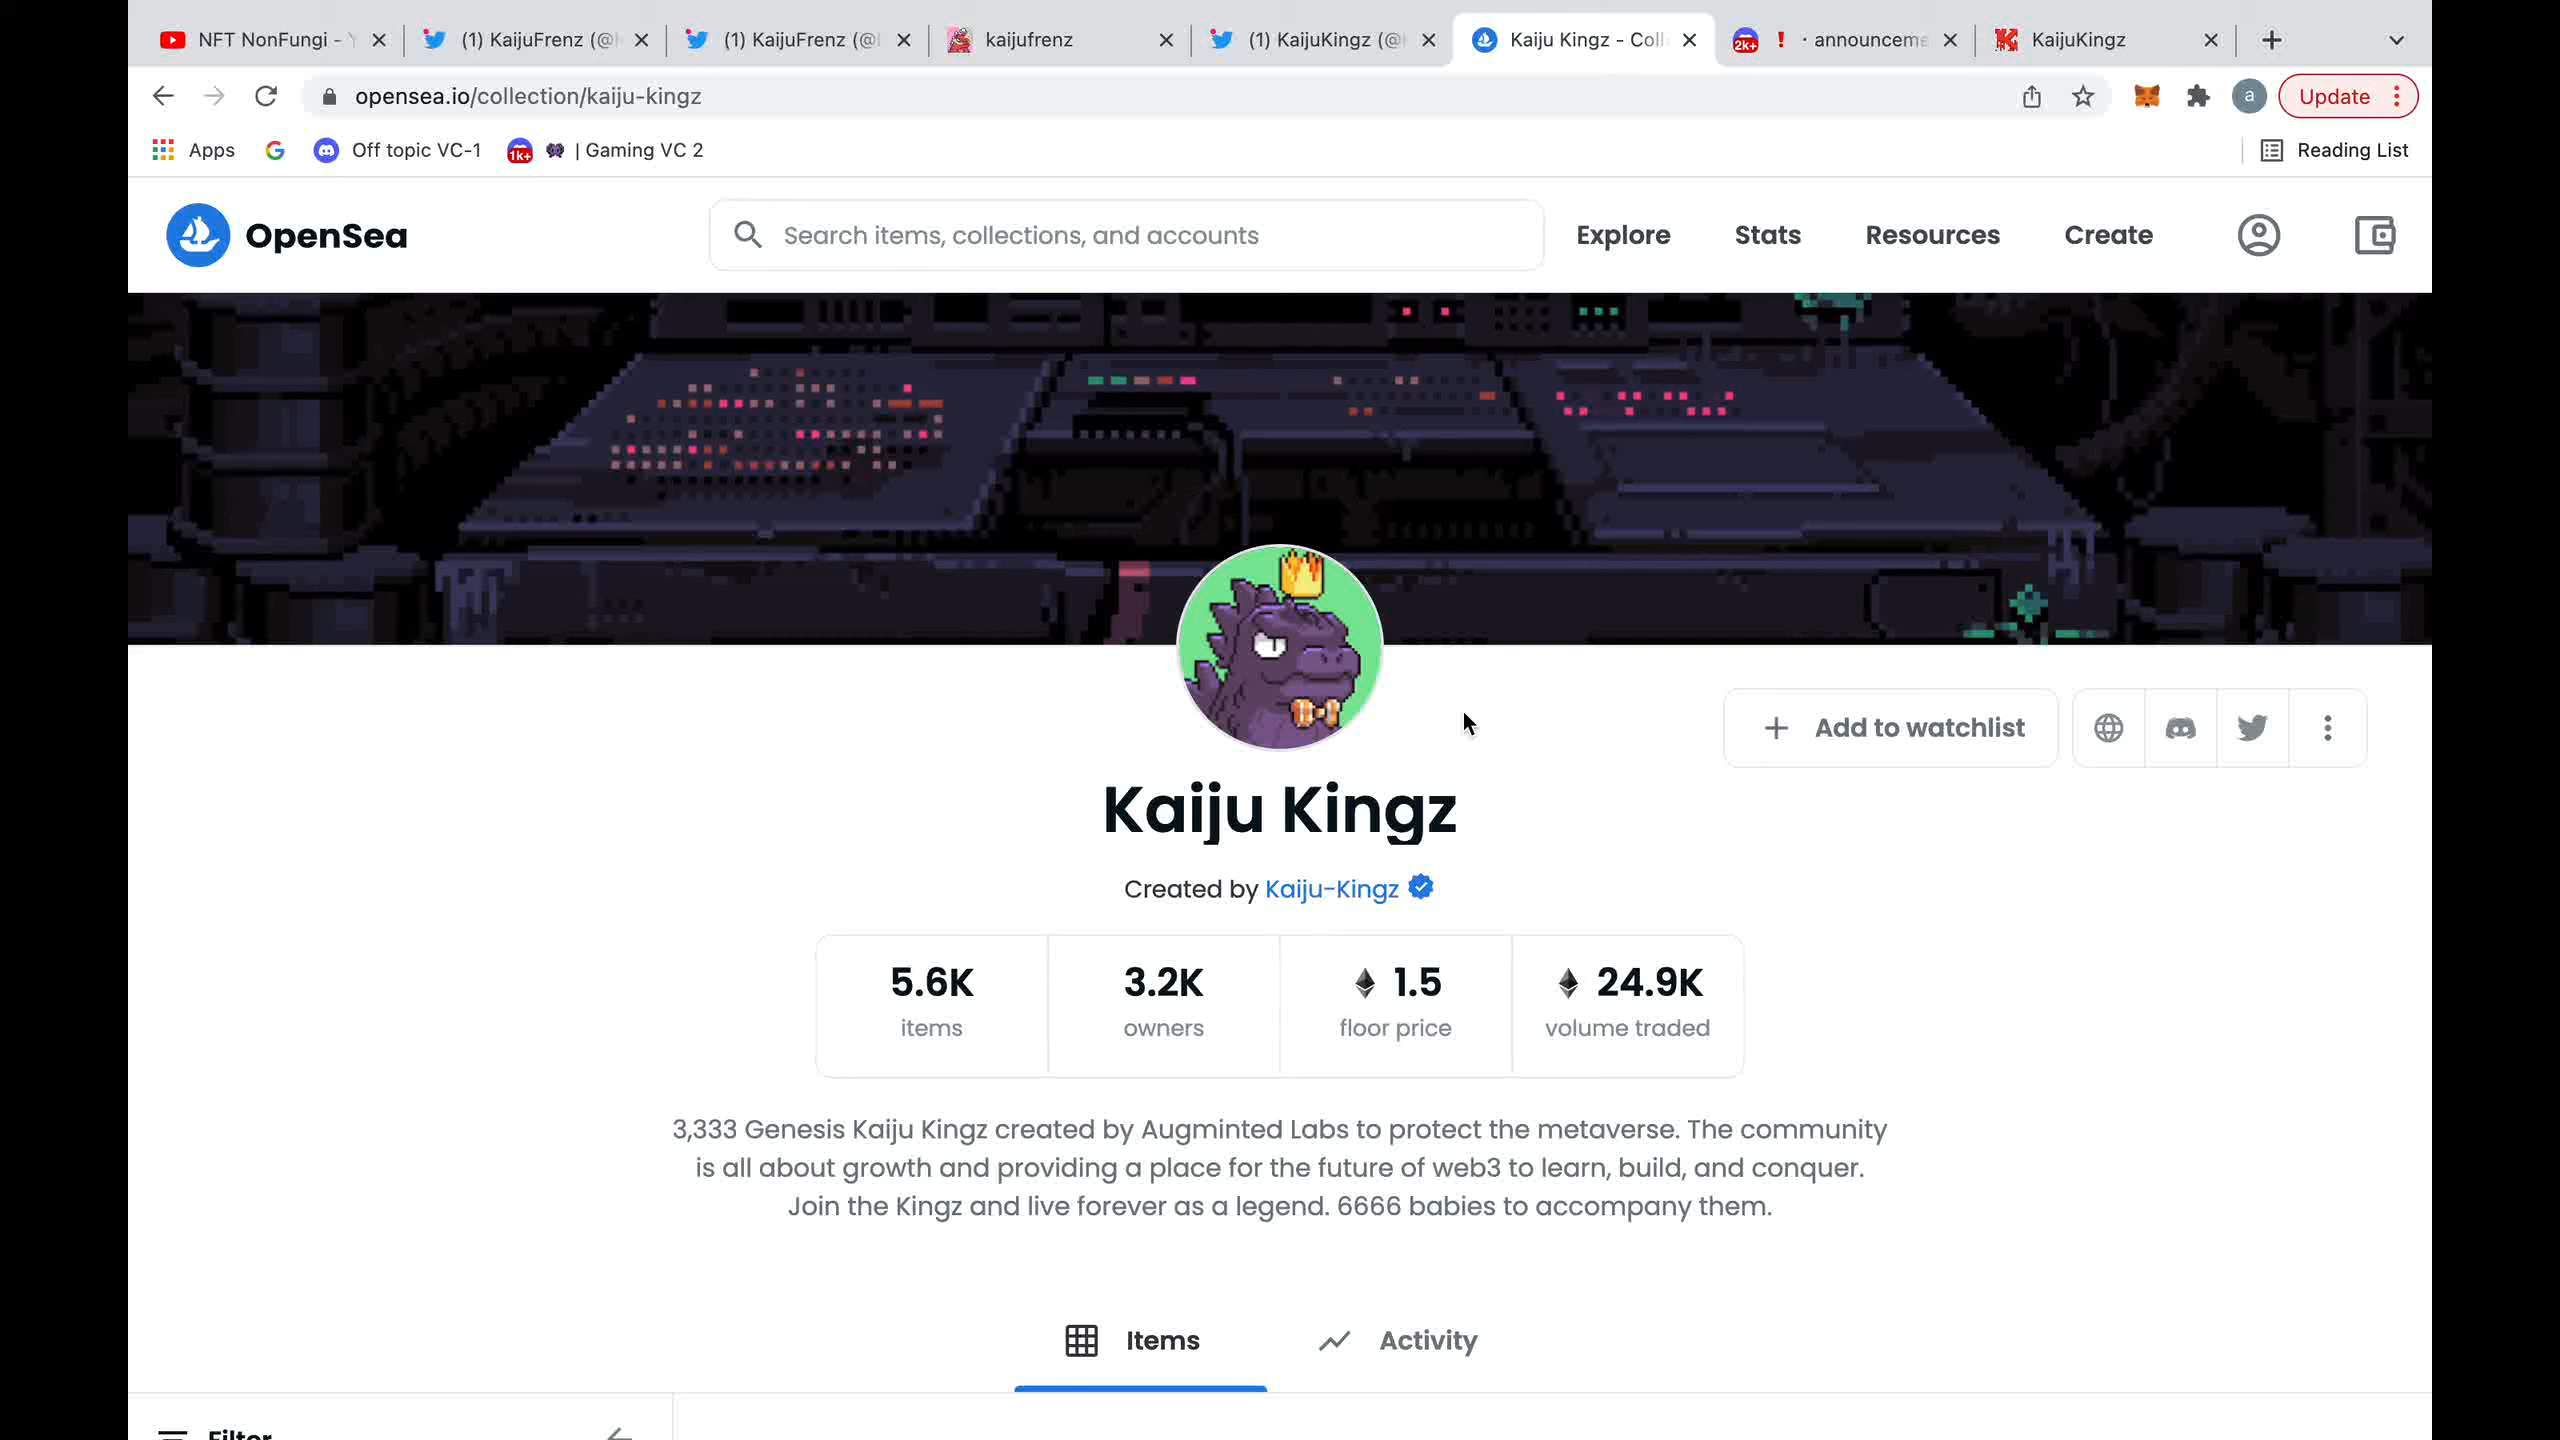 NFT NonFungi -
(1) KaijuFrenz (@
(1) KaijuFrenz (@
kaijufrenz
(1) KaijuKingz (@
Kaiju Kingz - Coll
2k+
announceme
KaijuKingz
opensea.io/collection/kaiju-kingz
a
Update
Apps
Off topic VC-1
1k+
| Gaming VC 2
Reading List
OpenSea
Search items, collections, and accounts
Explore
Stats
Resources
Create
Add to watchlist
Kaiju Kingz
Created by Kaiju-Kingz
5.6K
3.2K
1.5
24.9K
items
owners
floor price
volume traded
3,333 Genesis Kaiju Kingz created by Augminted Labs to protect the metaverse. The community
is all about growth and providing a place for the future of web3 to learn, build, and conquer.
Join the Kingz and live forever as a legend. 6666 babies to accompany them.
Items
Activity
Filter